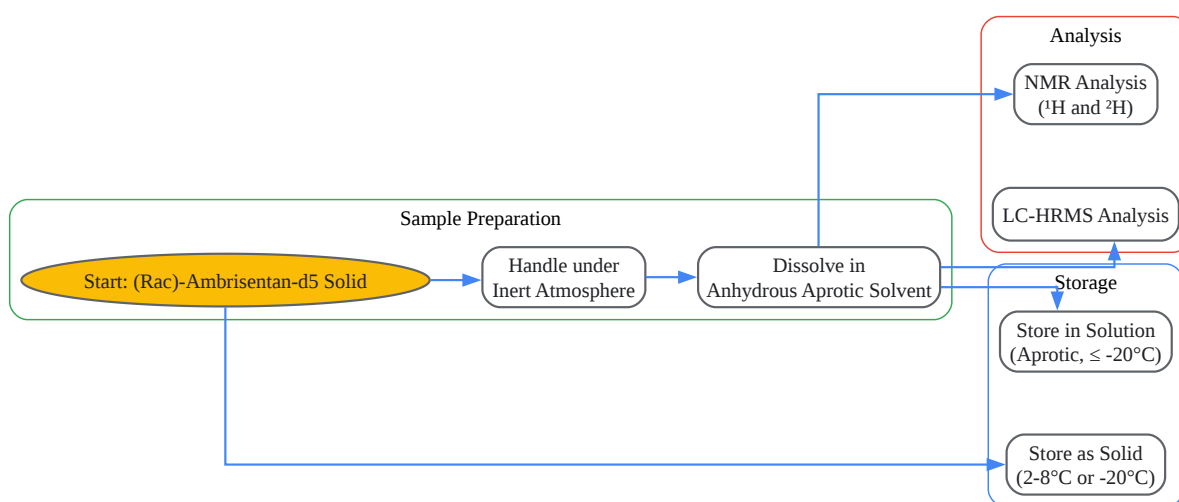 Analysis
NMR Analysis
(¹H and ²H)
LC-HRMS Analysis
Sample Preparation
Start: (Rac)-Ambrisentan-d5 Solid
Handle under
Inert Atmosphere
Dissolve in
Anhydrous Aprotic Solvent
Storage
Store in Solution
(Aprotic, ≤ -20°C)
Store as Solid
(2-8°C or -20°C)